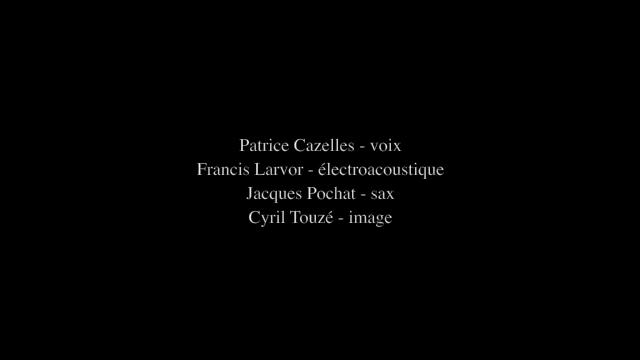 Patrice Cazelles - voix
Francis Larvor - électroacoustique
Jacques Pochat - sax
Cyril Touzé - image